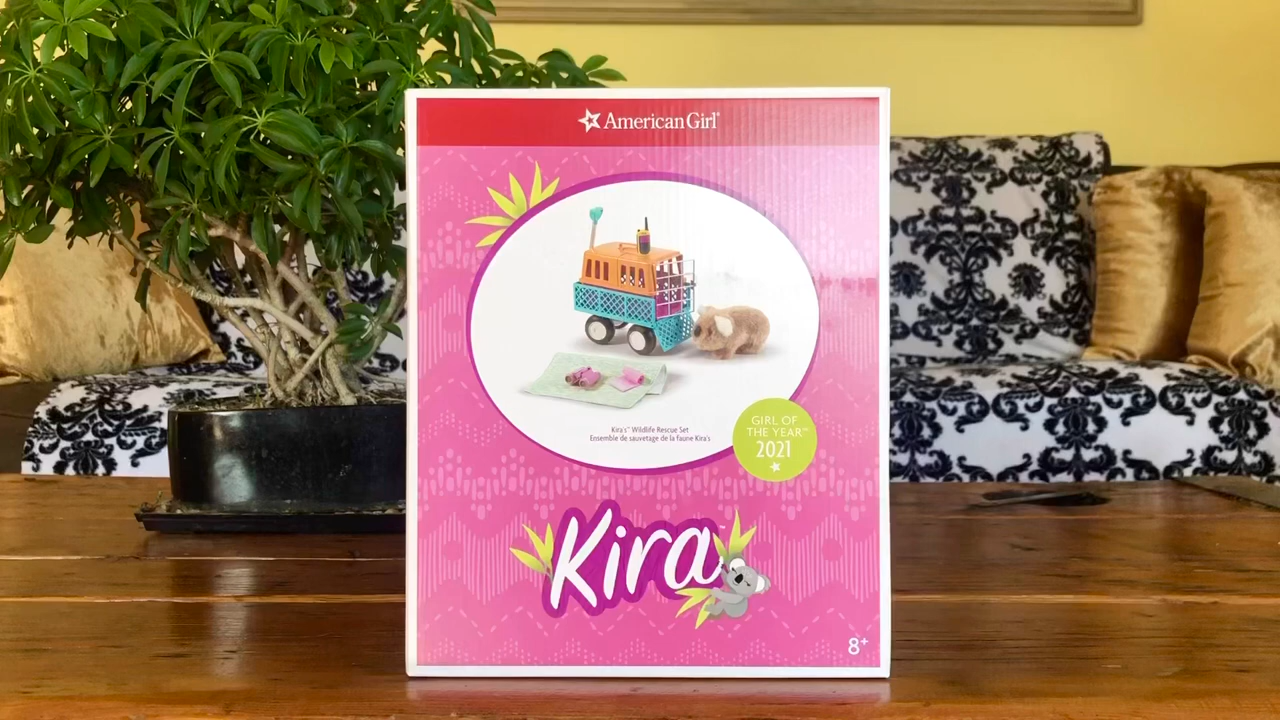 American Girl®
Kira's™ Wildlife Rescue Set
Ensemble de sauvetage de la faune Kira's
GIRL OF
THE YEAR™
2021
Kira™
8+